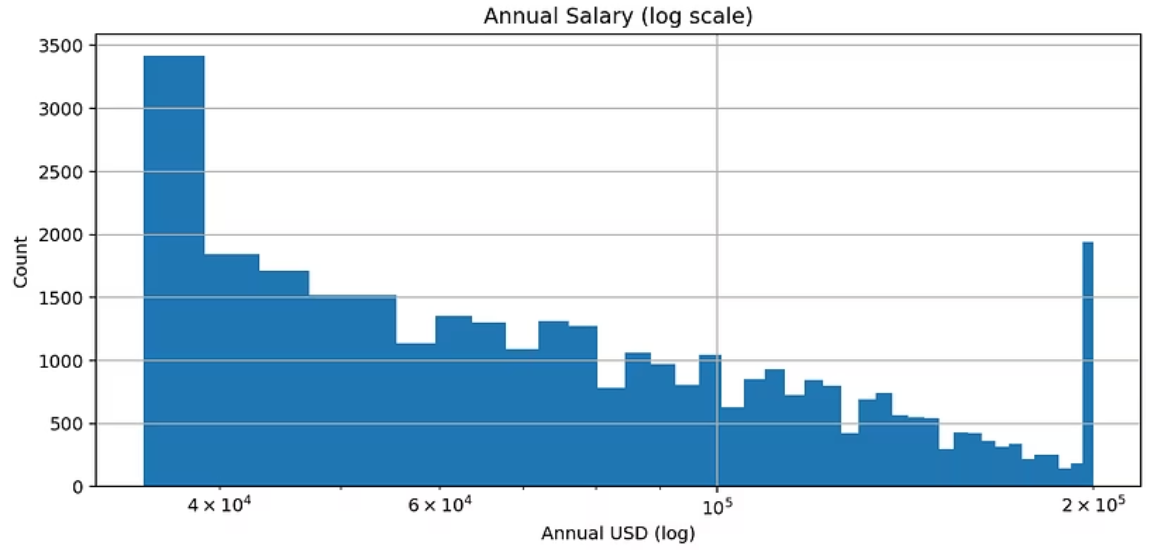 Annual Salary (log scale)
3500
3000
2500
2000
1500
1000
500
0
Count
4 × 10⁴
6 × 10⁴
10⁵
2 × 10⁵
Annual USD (log)